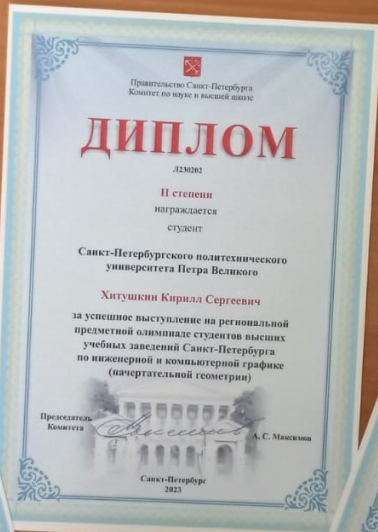 Правительство Санкт-Петербурга
Комитет по науке и высшей школе
ДИПЛОМ
Л230202
II степени
награждается
студент
Санкт-Петербургского политехнического
университета Петра Великого
Хитушкин Кирилл Сергеевич
за успешное выступление на региональной
предметной олимпиаде студентов высших
учебных заведений Санкт-Петербурга
по инженерной и компьютерной графике
(начертательной геометрии)
Председатель
Комитета
А. С. Максимов
Санкт-Петербург
2023